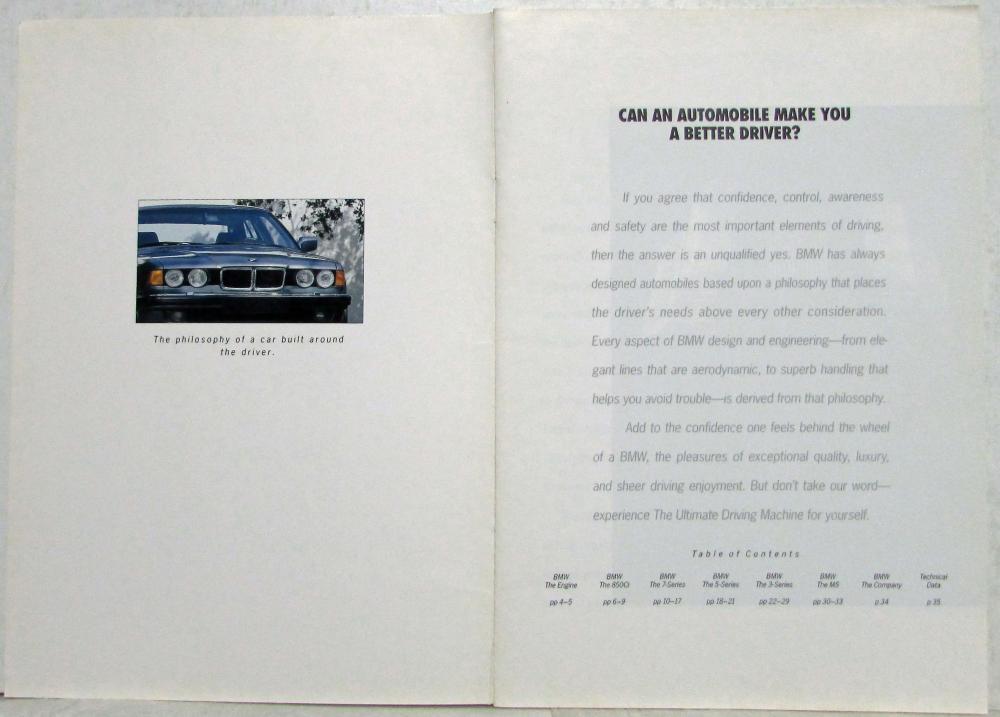 The philosophy of a car built around
the driver.
CAN AN AUTOMOBILE MAKE YOU
A BETTER DRIVER?
If you agree that confidence, control, awareness
and safety are the most important elements of driving,
then the answer is an unqualified yes. BMW has always
designed automobiles based upon a philosophy that places
the driver's needs above every other consideration.
Every aspect of BMW design and engineering—from ele-
gant lines that are aerodynamic, to superb handling that
helps you avoid trouble—is derived from that philosophy.
Add to the confidence one feels behind the wheel
of a BMW, the pleasures of exceptional quality, luxury,
and sheer driving enjoyment. But don't take our word—
experience The Ultimate Driving Machine for yourself.
Table of Contents
BMW BMW BMW BMW BMW BMW BMW Technical
The Engine The 850Ci The 7-Series The 5-Series The 3-Series The M5 The Company Data
pp 4–5 pp 6–9 pp 10–17 pp 18–21 pp 22–29 pp 30–33 p 34 p 35